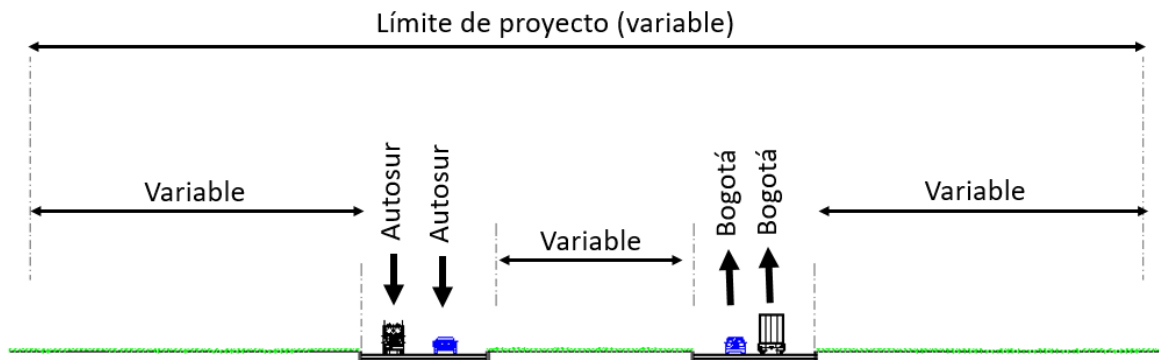 Límite de proyecto (variable)
Variable
Autosur
Autosur
Variable
Bogotá
Bogotá
Variable